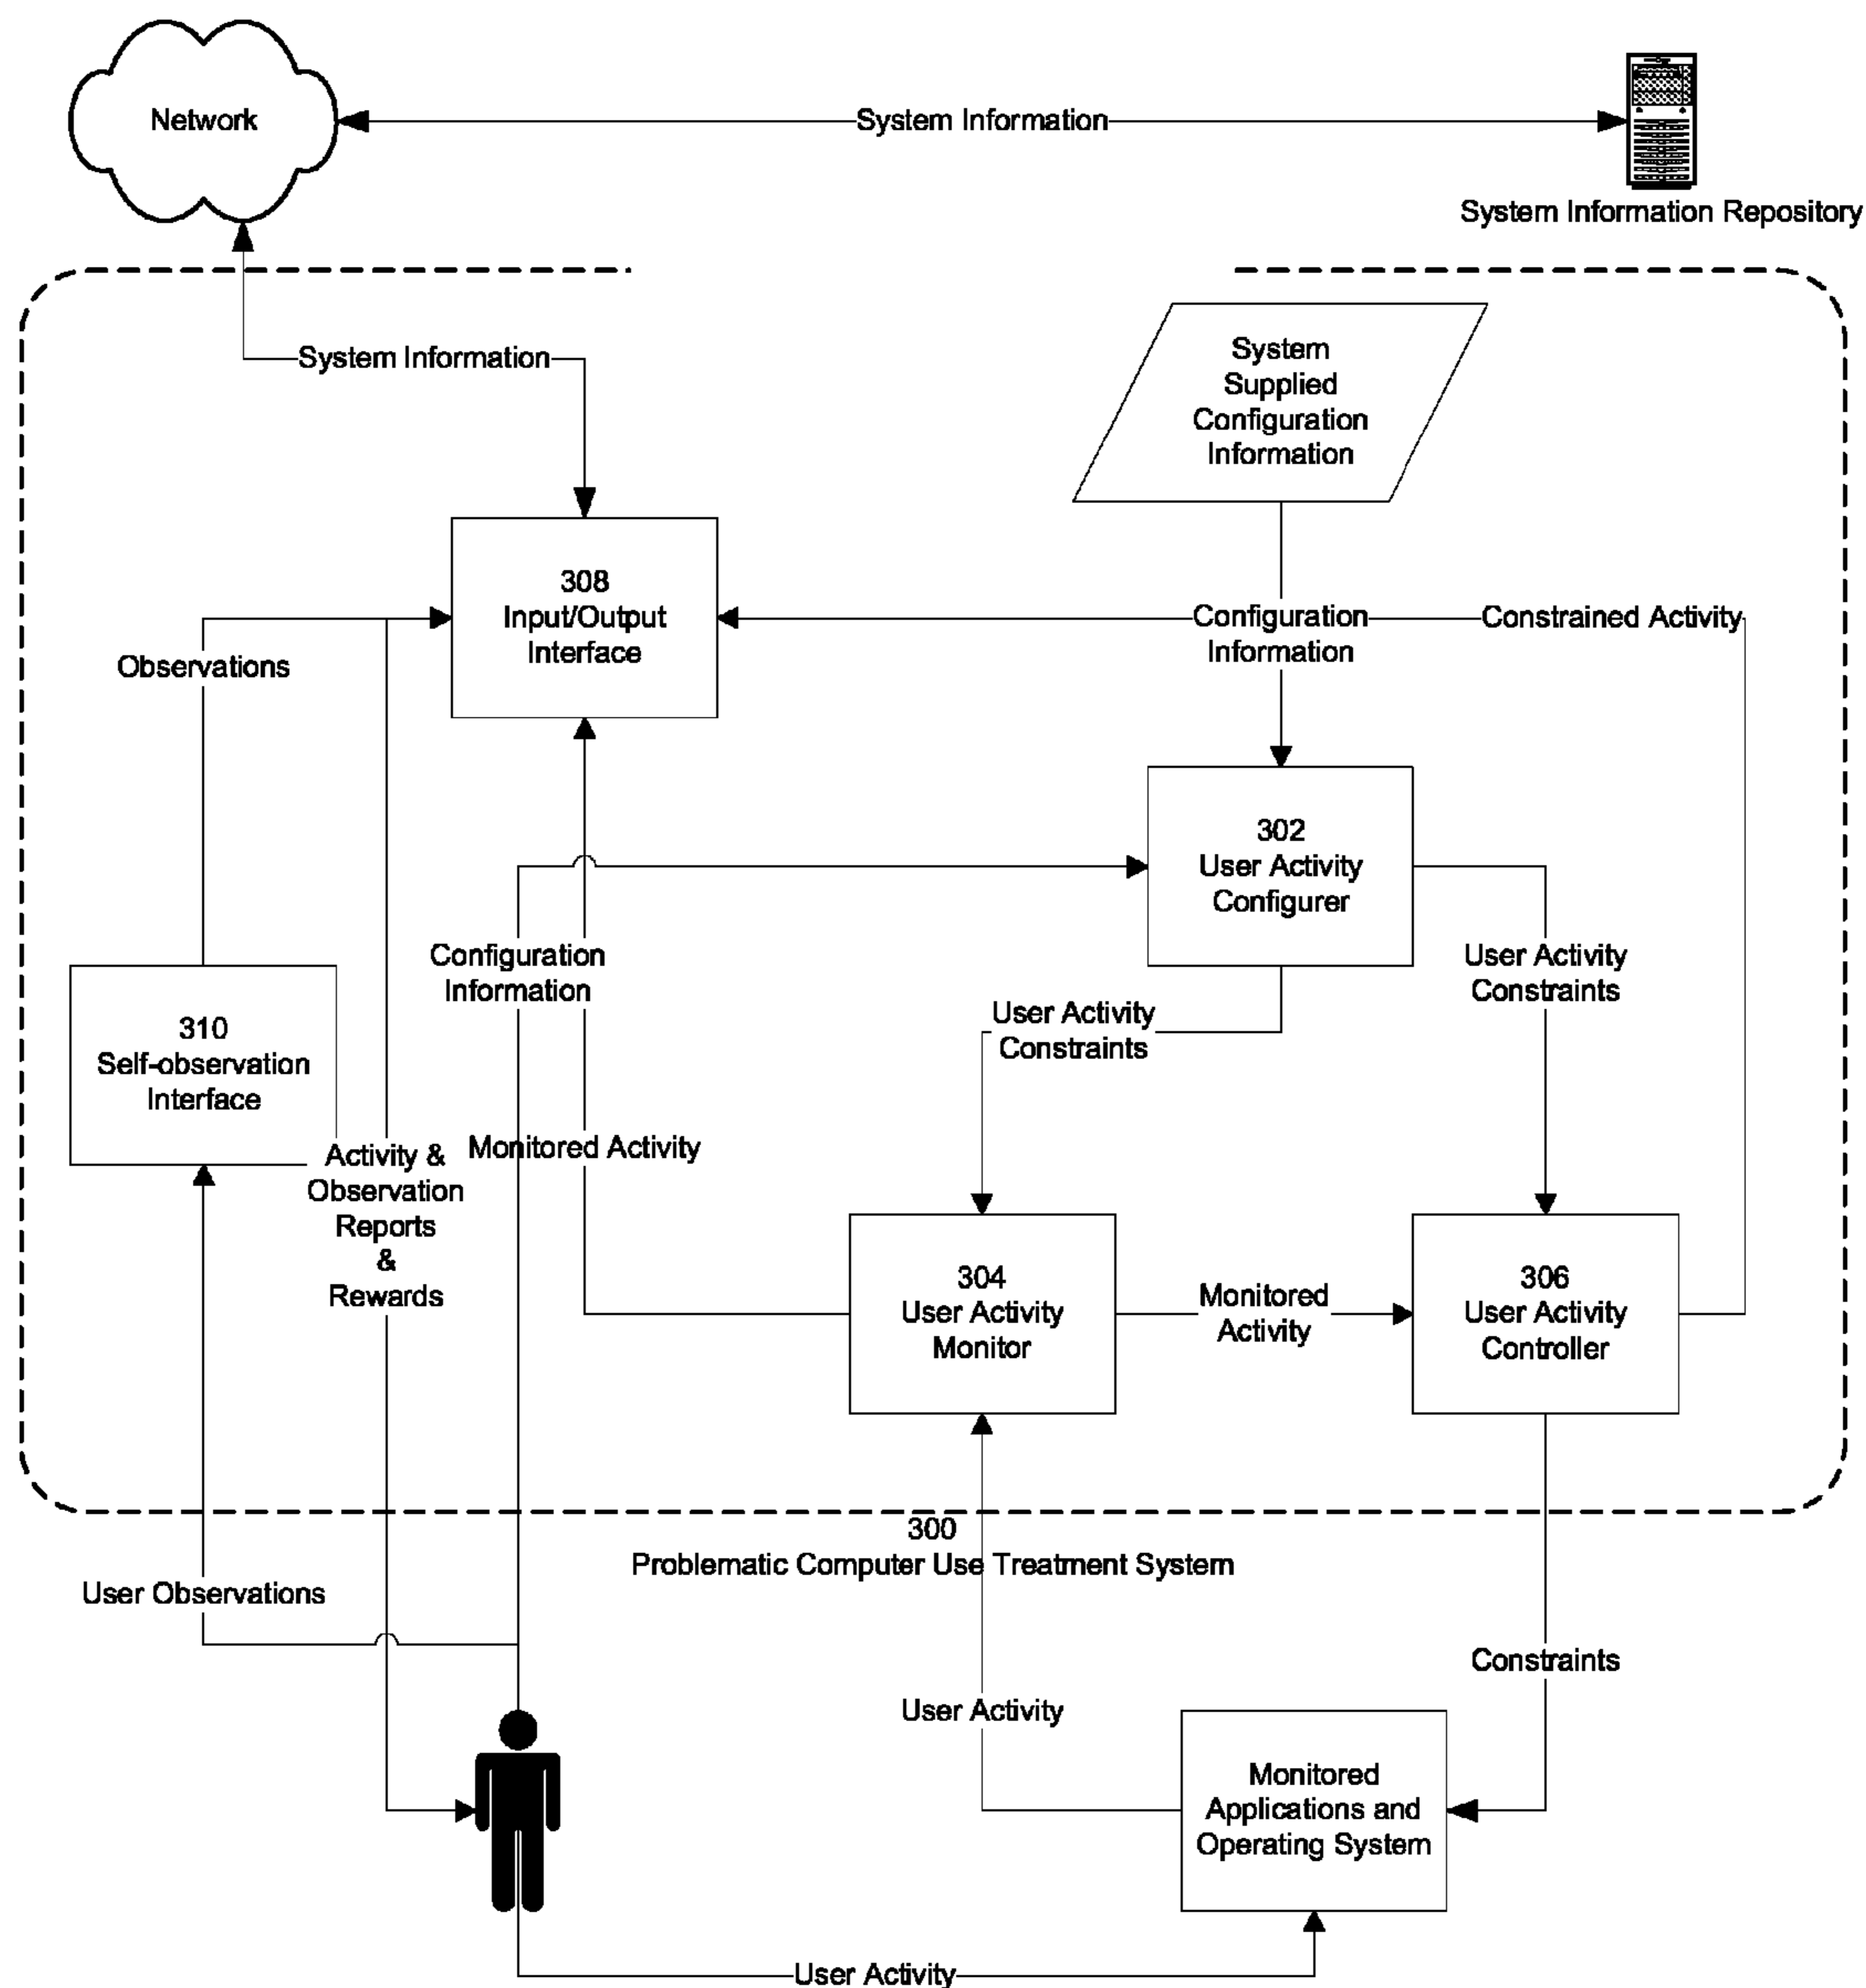 Network
System Information
System Information Repository
System Information
System
Supplied
Configuration
Information
308
Input/Output
Interface
Configuration
Information
Constrained Activity
Observations
302
User Activity
Configurer
Configuration
Information
User Activity
Constraints
User Activity
Constraints
310
Self-observation
Interface
Activity &
Observation
Reports
&
Rewards
Monitored Activity
304
User Activity
Monitor
Monitored
Activity
306
User Activity
Controller
300
Problematic Computer Use Treatment System
User Observations
Constraints
User Activity
Monitored
Applications and
Operating System
User Activity